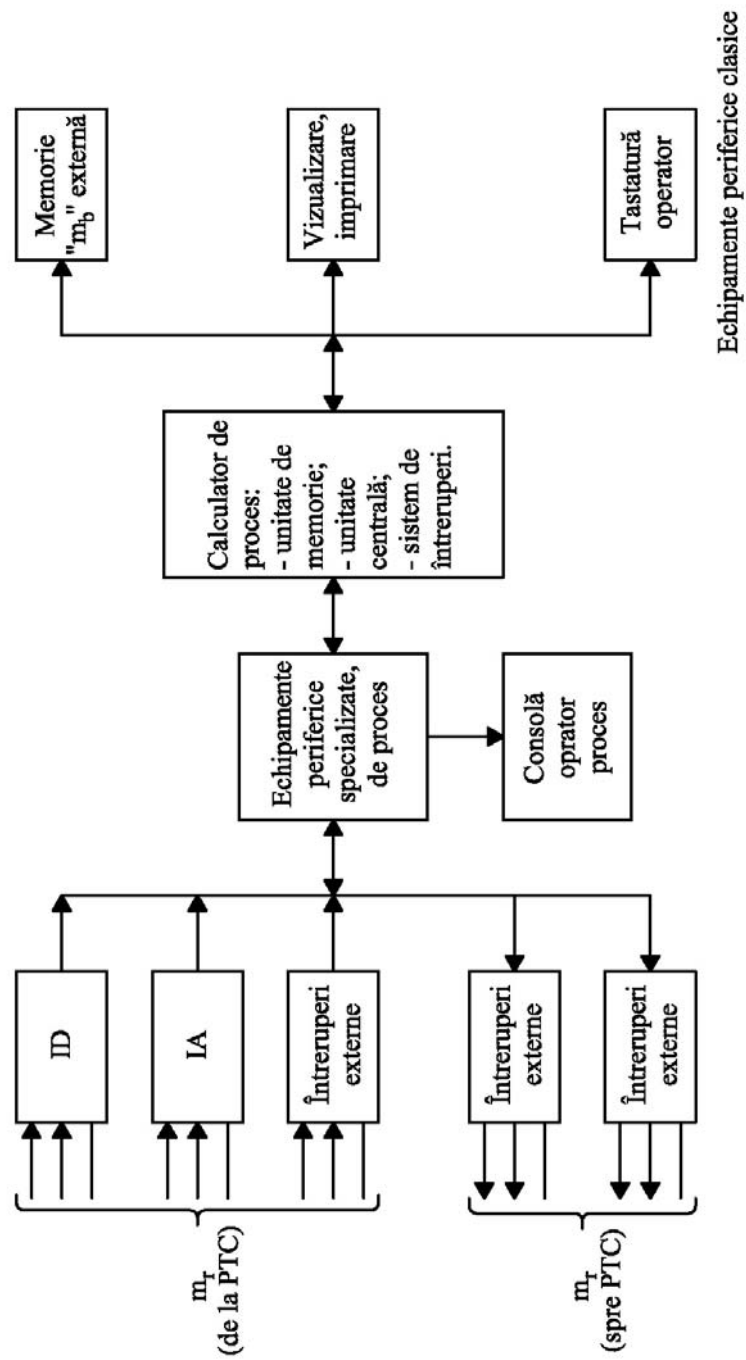 ID
IA
Întreruperi
externe
m_r
(de la PTC)
Întreruperi
externe
Întreruperi
externe
m_r
(spre PTC)
Echipamente
periferice
specializate,
de proces
Consolă
oprator
proces
Calculator de
proces:
- unitate de
memorie;
- unitate
centrală;
- sistem de
întreruperi.
Memorie
"m_b" externă
Vizualizare,
imprimare
Tastatură
operator
Echipamente periferice clasice